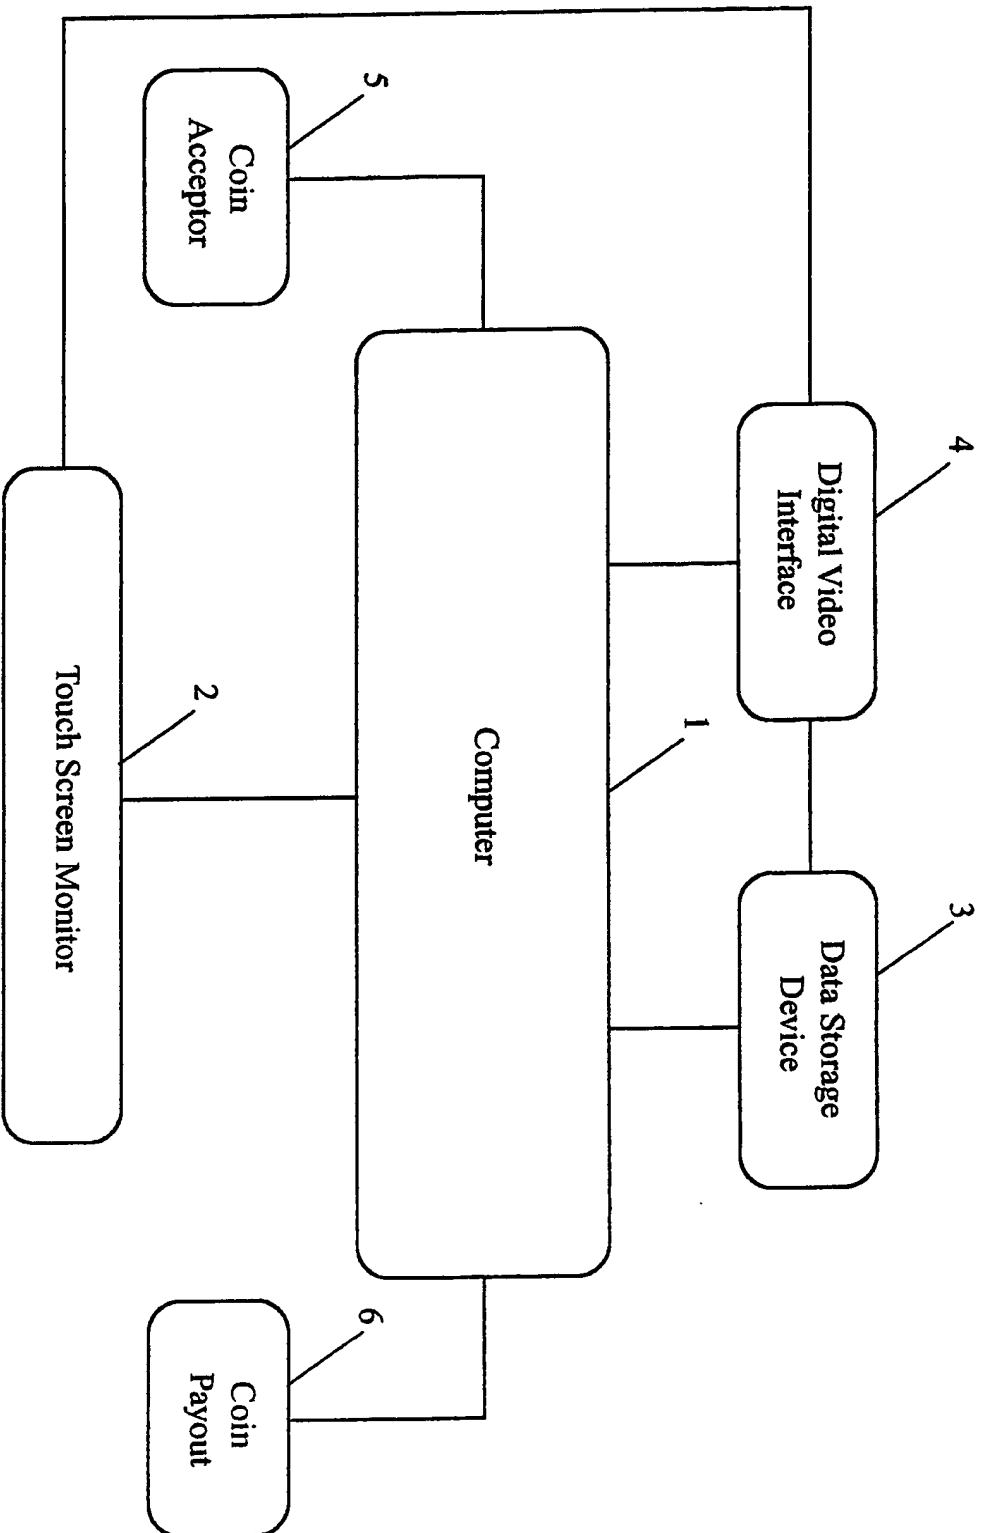 4
Digital Video
Interface
3
Data Storage
Device
1
Computer
5
Coin
Acceptor
6
Coin
Payout
2
Touch Screen Monitor